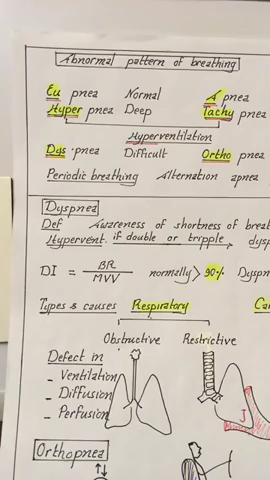 Abnormal pattern of breathing
Eu pnea Normal A pnea
Hyper pnea Deep Tachy pnea
Hyperventilation
Dys pnea Difficult Ortho pnea
Periodic breathing Alternation apnea
Dyspnea
Def Awareness of shortness of breat
Hypervent. if double or tripple, dysp
DI = BR / MVV normally > 90% Dyspn
Types & causes Respiratory Ca
Obstructive Restrictive
Defect in
- Ventilation
- Diffusion
- Perfusion
J
Orthopnea